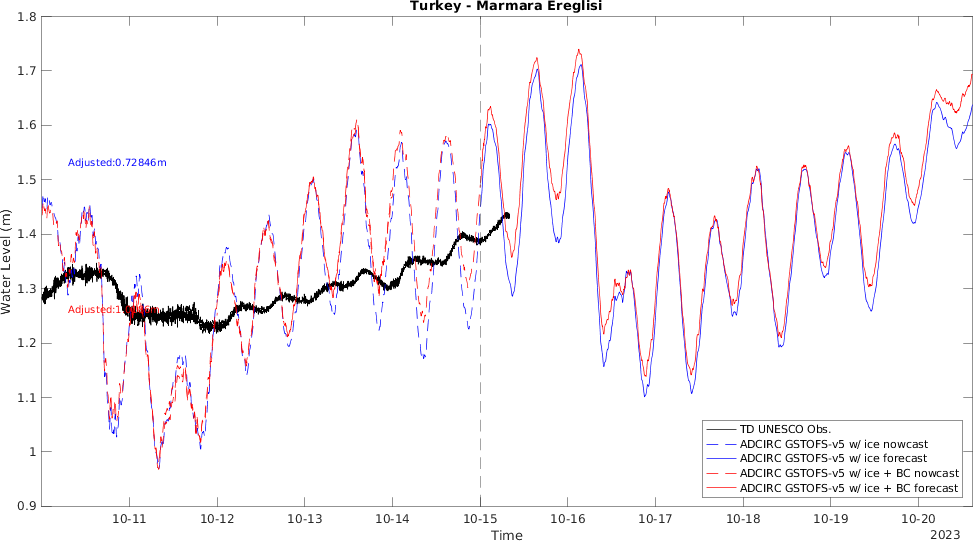 Turkey - Marmara Ereglisi
Water Level (m)
1.8
1.7
1.6
1.5
1.4
1.3
1.2
1.1
1
0.9
Adjusted:0.72846m
TD UNESCO Obs.
ADCIRC GSTOFS-v5 w/ ice nowcast
ADCIRC GSTOFS-v5 w/ ice forecast
ADCIRC GSTOFS-v5 w/ ice + BC nowcast
ADCIRC GSTOFS-v5 w/ ice + BC forecast
10-11
10-12
10-13
10-14
10-15
10-16
10-17
10-18
10-19
10-20
Time
2023